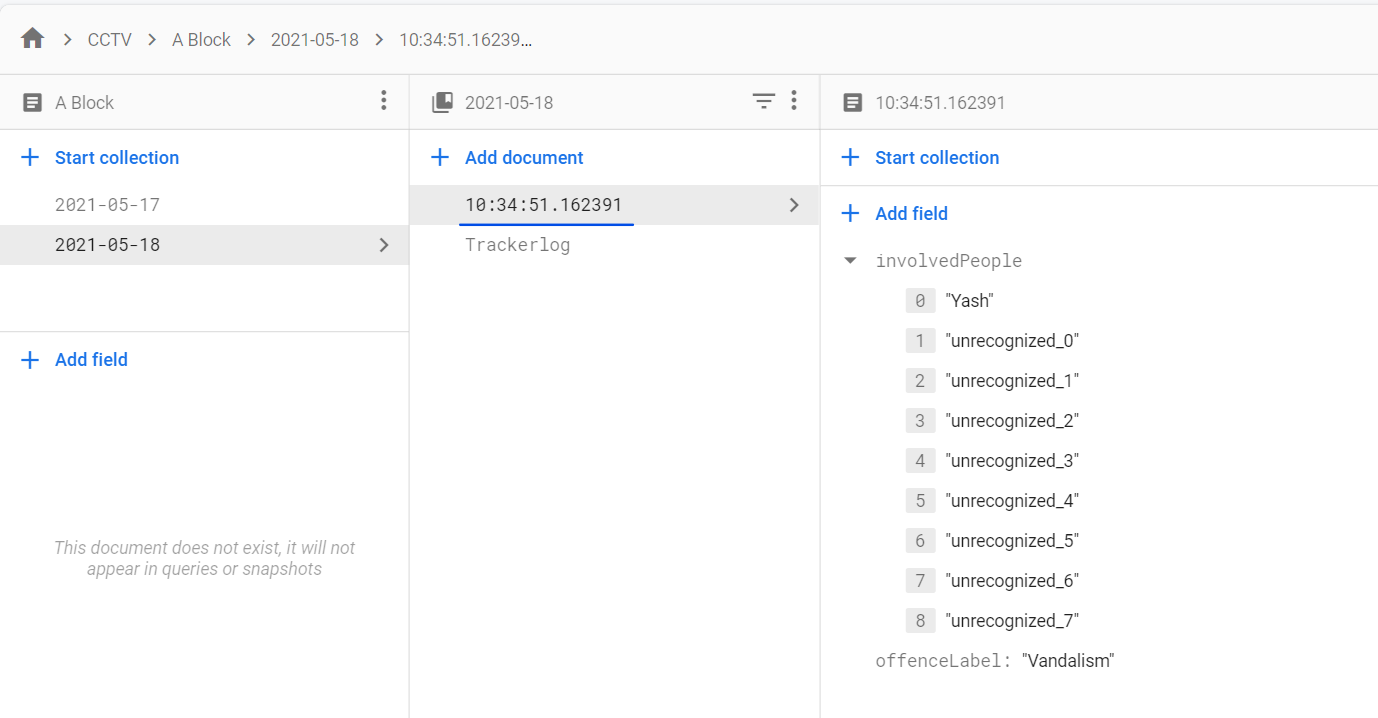 CCTV A Block 2021-05-18 10:34:51.16239...
A Block
Start collection
2021-05-17
2021-05-18
Add field
This document does not exist, it will not
appear in queries or snapshots
2021-05-18
Add document
10:34:51.162391
Trackerlog
10:34:51.162391
Start collection
Add field
involvedPeople
0 "Yash"
1 "unrecognized_0"
2 "unrecognized_1"
3 "unrecognized_2"
4 "unrecognized_3"
5 "unrecognized_4"
6 "unrecognized_5"
7 "unrecognized_6"
8 "unrecognized_7"
offenceLabel: "Vandalism"